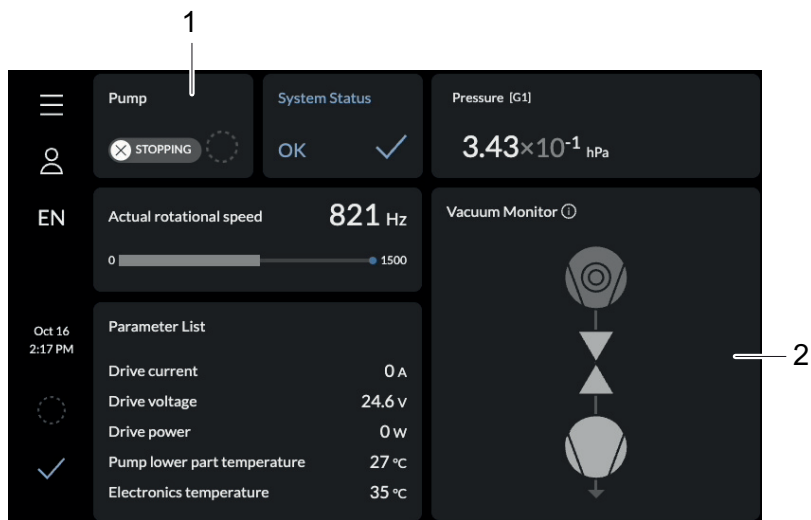 1
Pump
STOPPING
System Status
OK
Pressure [G1]
3.43×10-1 hPa
EN
Actual rotational speed
821 Hz
0
1500
Vacuum Monitor
Oct 16
2:17 PM
Parameter List
Drive current 0 A
Drive voltage 24.6 V
Drive power 0 W
Pump lower part temperature 27 °C
Electronics temperature 35 °C
2